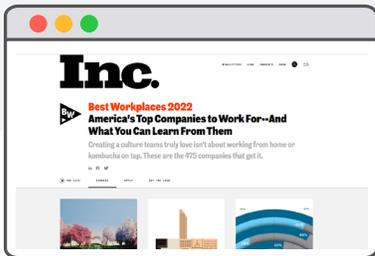 Inc.
Best Workplaces 2022
America's Top Companies to Work For--And
What You Can Learn From Them
Creating a culture teams truly love isn't about working from home or
kombucha on tap. These are the 475 companies that get it.